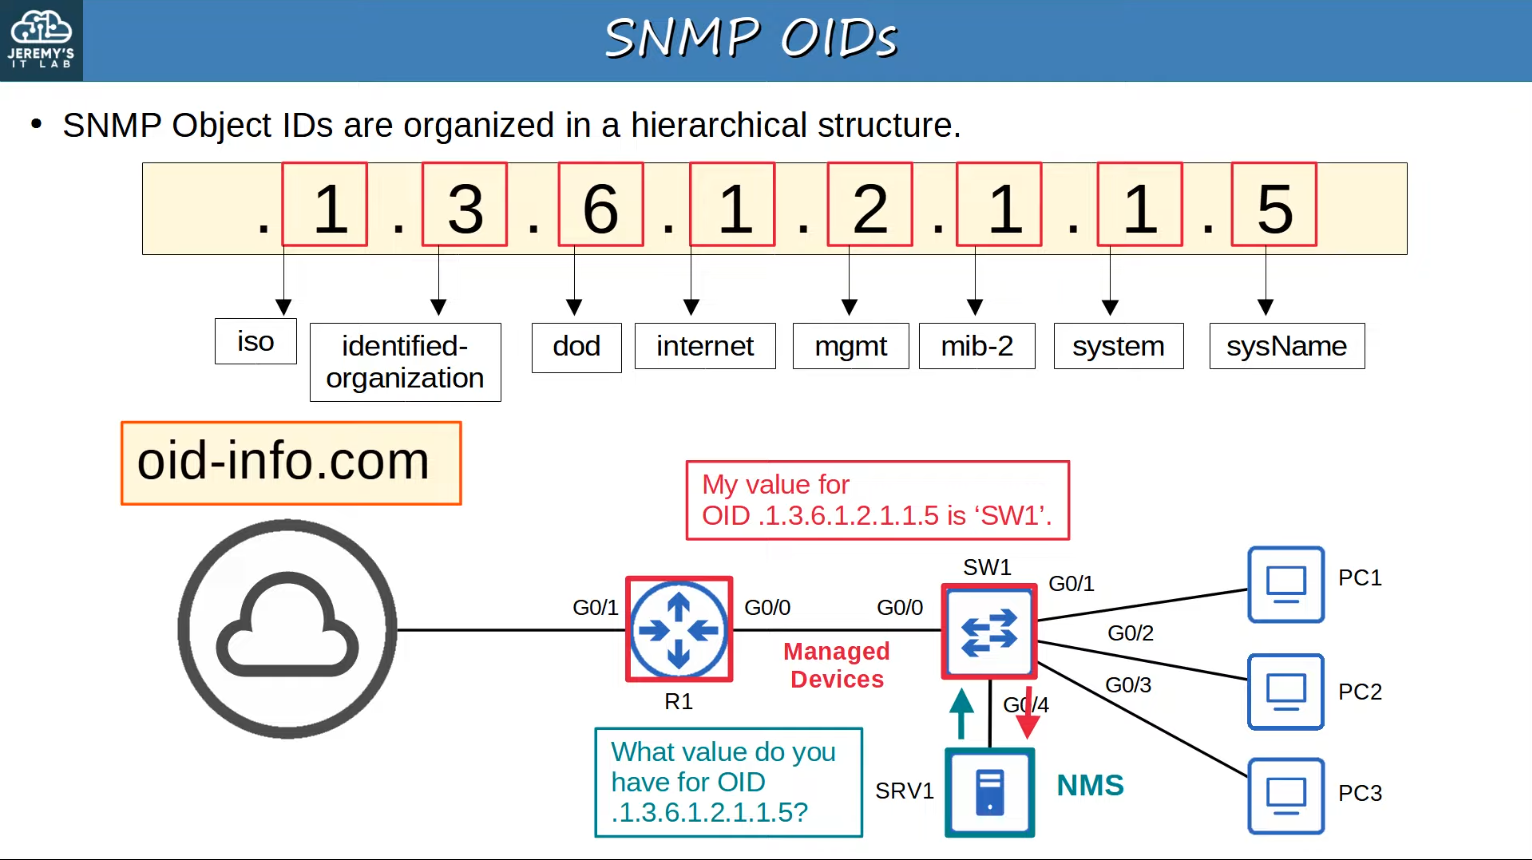 JEREMY'S
IT LAB
SNMP OIDs
• SNMP Object IDs are organized in a hierarchical structure.
. 1 . 3 . 6 . 1 . 2 . 1 . 1 . 5
iso
identified-
organization
dod
internet
mgmt
mib-2
system
sysName
oid-info.com
My value for
OID .1.3.6.1.2.1.1.5 is ‘SW1’.
SW1
G0/1
PC1
G0/1
G0/0
G0/0
G0/2
Managed
Devices
R1
G0/3
PC2
G0/4
What value do you
have for OID
.1.3.6.1.2.1.1.5?
SRV1
NMS
PC3